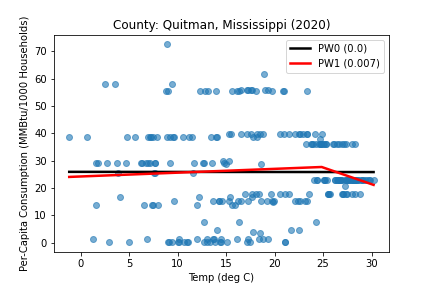 County: Quitman, Mississippi (2020)
PW0 (0.0)
PW1 (0.007)
Per-Capita Consumption (MMBtu/1000 Households)
70
60
50
40
30
20
10
0
0 5 10 15 20 25 30
Temp (deg C)